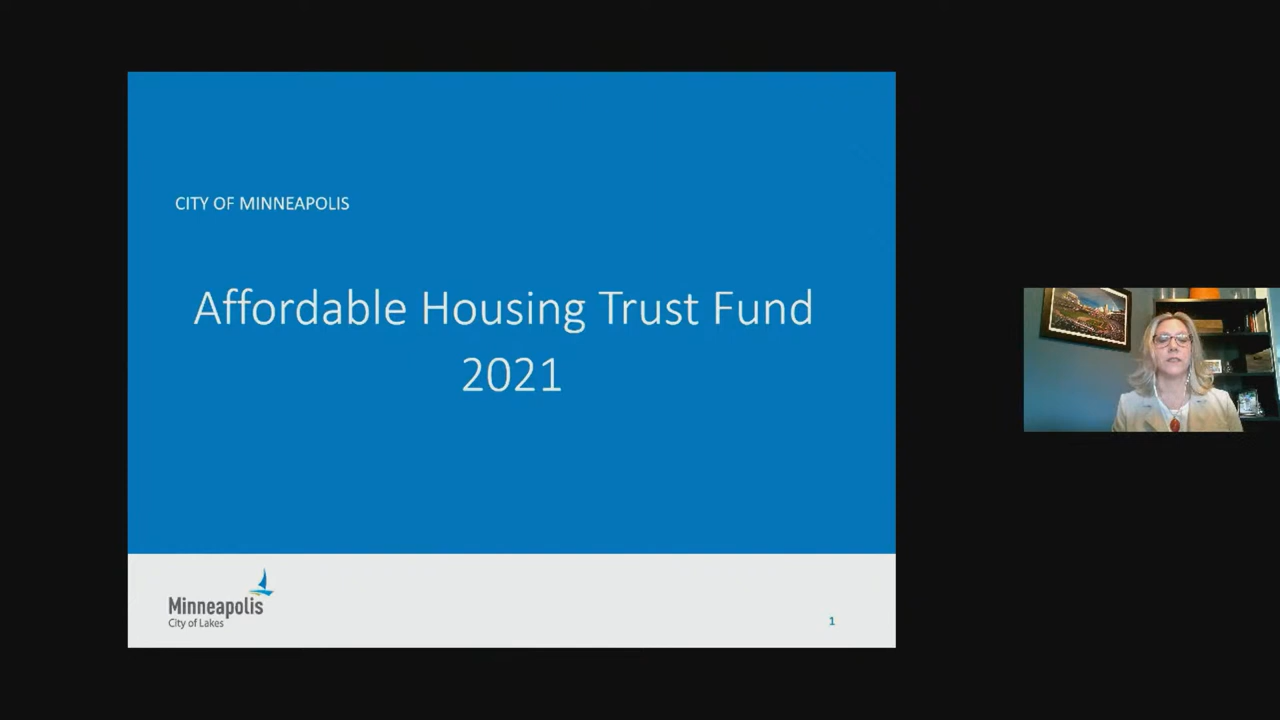 CITY OF MINNEAPOLIS
Affordable Housing Trust Fund
2021
Minneapolis
City of Lakes
1